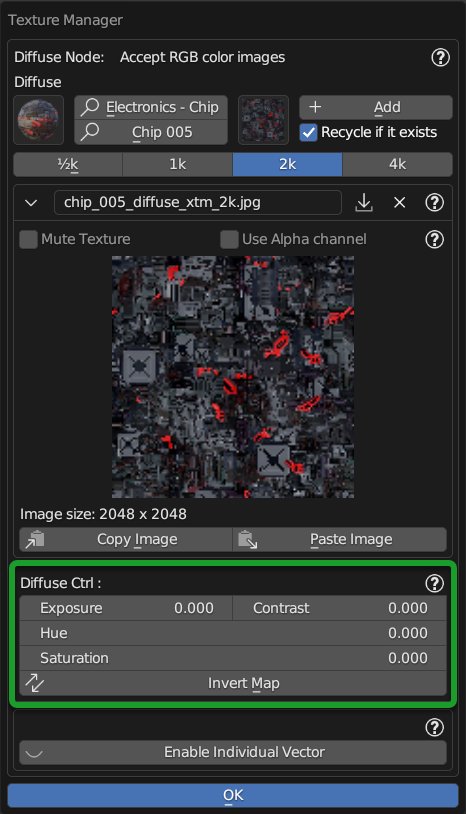 Texture Manager
Diffuse Node: Accept RGB color images ?
Diffuse
Electronics - Chip
Chip 005
+ Add
Recycle if it exists
½k 1k 2k 4k
chip_005_diffuse_xtm_2k.jpg ?
Mute Texture Use Alpha channel ?
Image size: 2048 x 2048
Copy Image Paste Image
Diffuse Ctrl : ?
Exposure 0.000 Contrast 0.000
Hue 0.000
Saturation 0.000
Invert Map
?
Enable Individual Vector
OK